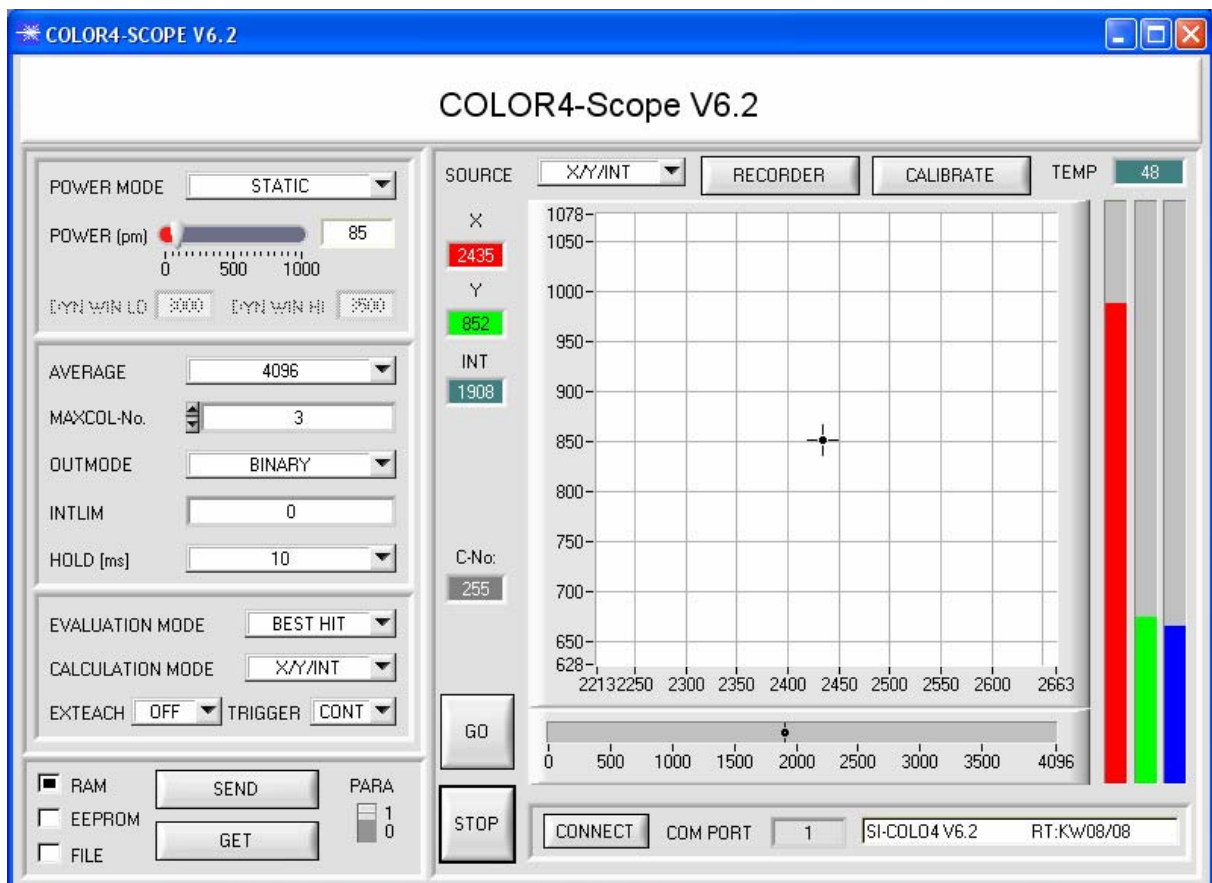 COLOR4-SCOPE V6.2
COLOR4-Scope V6.2
POWER MODE STATIC
POWER (pm) 85
0 500 1000
DYN WIN LO 3000 DYN WIN HI 3500
AVERAGE 4096
MAXCOL-No. 3
OUTMODE BINARY
INTLIM 0
HOLD [ms] 10
EVALUATION MODE BEST HIT
CALCULATION MODE X/Y/INT
EXTEACH OFF TRIGGER CONT
RAM
EEPROM
FILE
SEND
GET
PARA
1
0
SOURCE X/Y/INT RECORDER CALIBRATE TEMP 48
X
2435
Y
852
INT
1908
C-No:
255
GO
STOP
1078
1050
1000
950
900
850
800
750
700
650
628
2213 2250 2300 2350 2400 2450 2500 2550 2600 2663
0 500 1000 1500 2000 2500 3000 3500 4096
CONNECT COM PORT 1 SI-COLO4 V6.2 RT:KW08/08